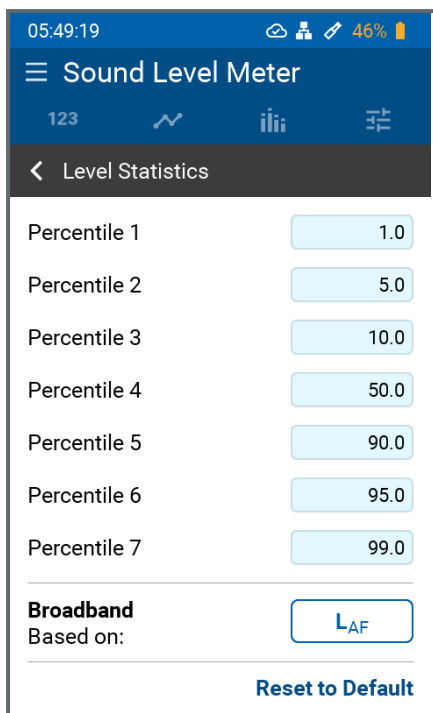 05:49:19 46%
Sound Level Meter
123
Level Statistics
Percentile 1 1.0
Percentile 2 5.0
Percentile 3 10.0
Percentile 4 50.0
Percentile 5 90.0
Percentile 6 95.0
Percentile 7 99.0
Broadband
Based on: LAF
Reset to Default